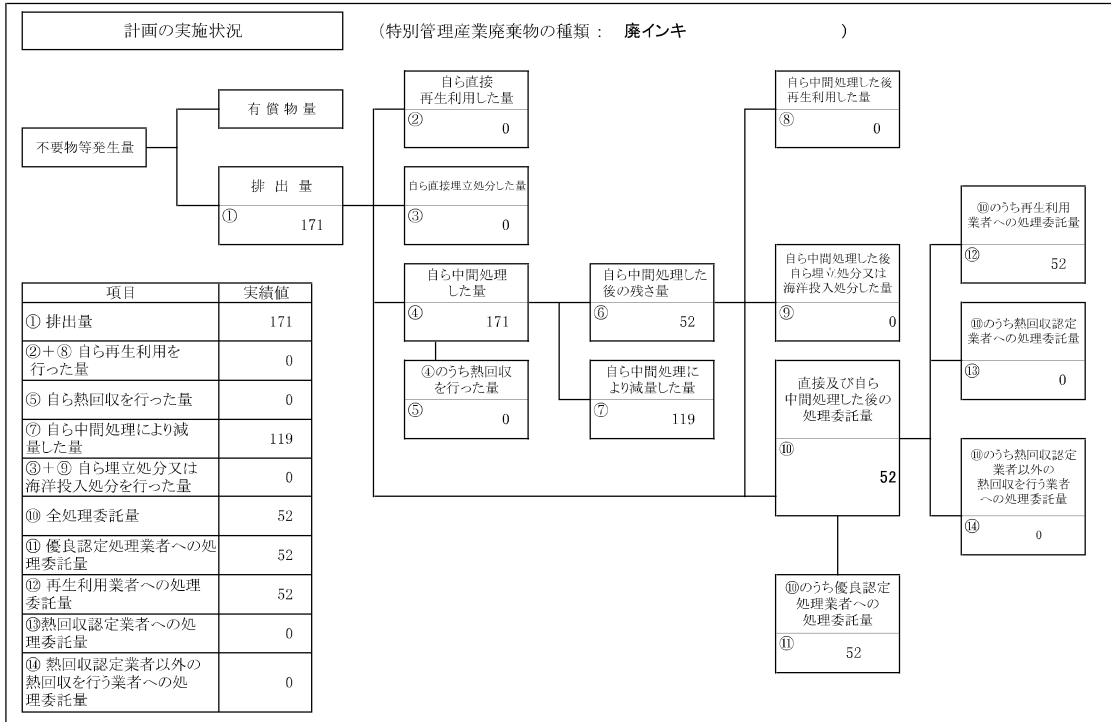 計画の実施状況
(特別管理産業廃棄物の種類： 廃インキ )
不要物等発生量
有 償 物 量
排 出 量
①
171
自ら直接
再生利用した量
②
0
自ら直接埋立処分した量
③
0
自ら中間処理
した量
④
171
④のうち熱回収
を行った量
⑤
0
自ら中間処理した
後の残さ量
⑥
52
自ら中間処理に
より減量した量
⑦
119
自ら中間処理した後
再生利用した量
⑧
0
自ら中間処理した後
自ら埋立処分又は
海洋投入処分した量
⑨
0
直接及び自ら
中間処理した後の
処理委託量
⑩
52
⑩のうち優良認定
処理業者への
処理委託量
⑪
52
⑩のうち再生利用
業者への処理委託量
⑫
52
⑩のうち熱回収認定
業者への処理委託量
⑬
0
⑩のうち熱回収認定
業者以外の
熱回収を行う業者
への処理委託量
⑭
0
項目 実績値
① 排出量 171
②＋⑧ 自ら再生利用を
行った量 0
⑤ 自ら熱回収を行った量 0
⑦ 自ら中間処理により減
量した量 119
③＋⑨ 自ら埋立処分又は
海洋投入処分を行った量 0
⑩ 全処理委託量 52
⑪ 優良認定処理業者への処
理委託量 52
⑫ 再生利用業者への処理
委託量 52
⑬熱回収認定業者への処
理委託量 0
⑭ 熱回収認定業者以外の
熱回収を行う業者への処
理委託量 0